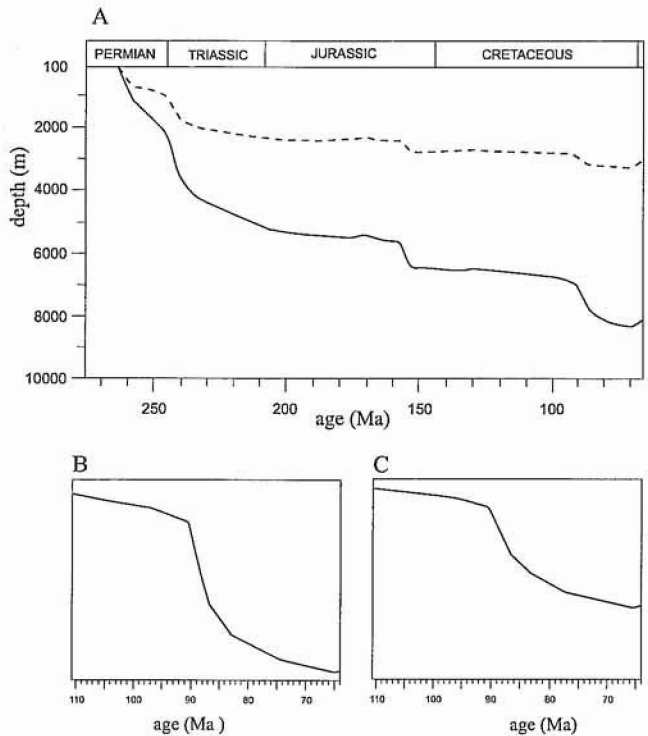 A
PERMIAN TRIASSIC JURASSIC CRETACEOUS
100
2000
4000
6000
8000
10000
depth (m)
250 200 150 100
age (Ma)
B
110 100 90 80 70
age (Ma )
C
110 100 90 80 70
age (Ma)